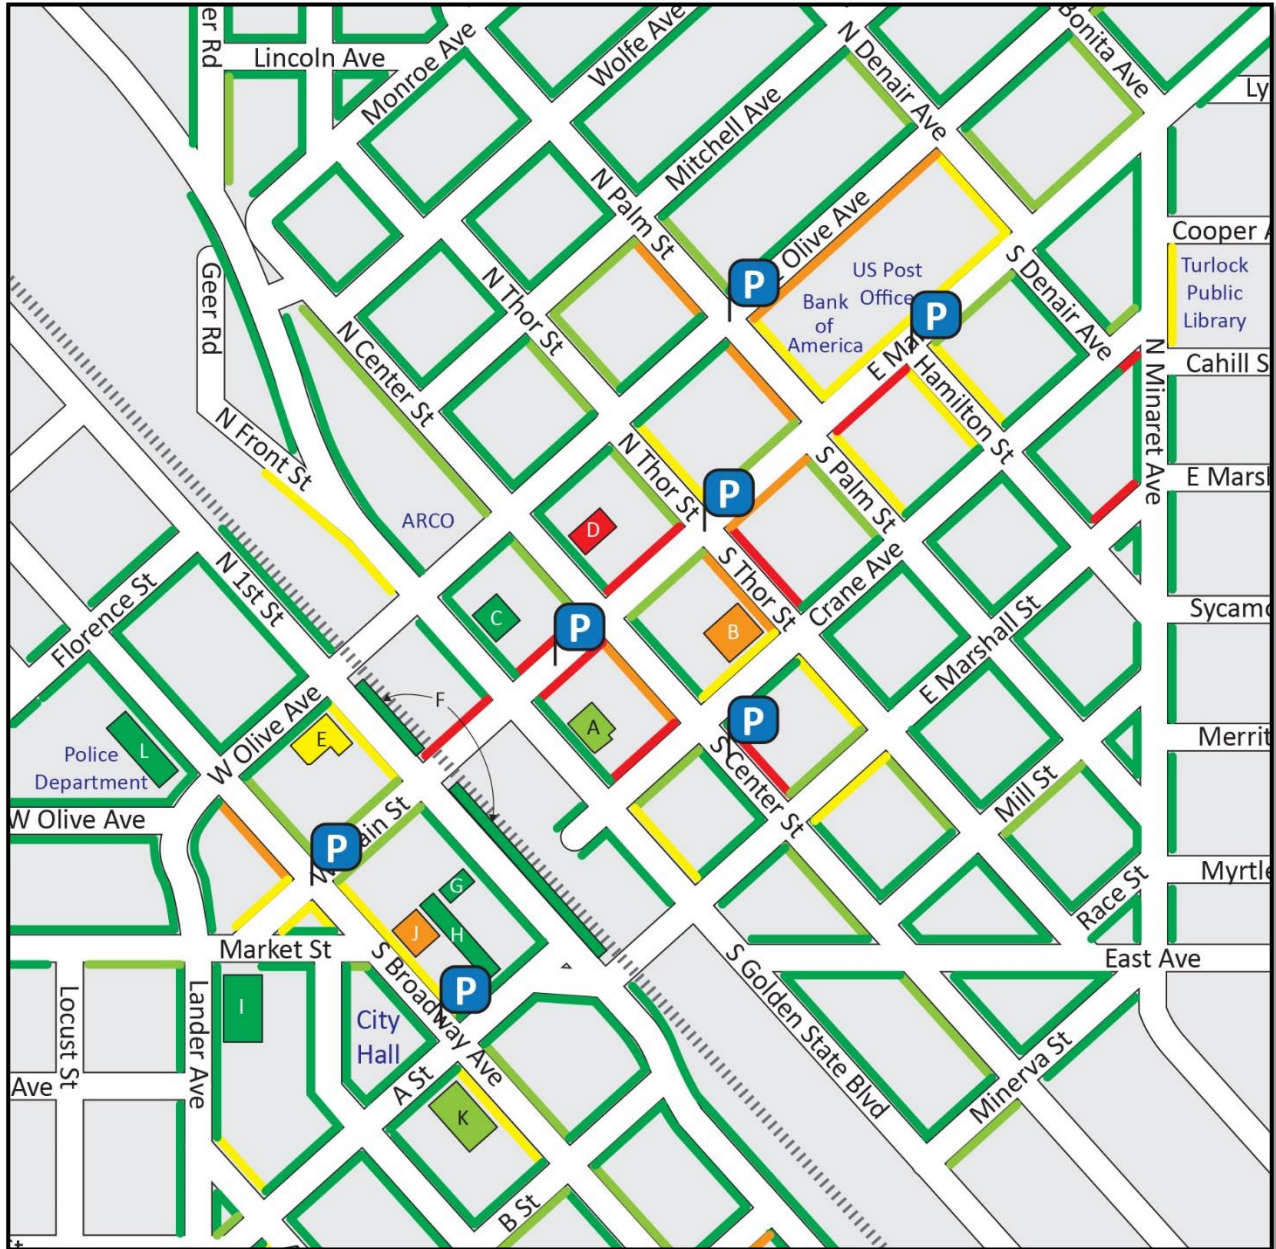 er Rd
Lincoln Ave
Monroe Ave
Wolfe Ave
Mitchell Ave
N Denair Ave
Bonita Ave
Ly
N Palm St
Olive Ave
Cooper A
Turlock
Public
Library
US Post
Office
Bank
of
America
P
P
S Denair Ave
Geer Rd
N Thor St
N Center St
E Ma
Hamilton St
N Minaret Ave
Cahill S
N Front St
ARCO
N Thor St
P
S Palm St
E Marsh
D
N 1st St
S Thor St
Crane Ave
Florence St
C
P
B
Sycamo
E Marshall St
F
A
P
W Olive Ave
E
L
Police
Department
S Center St
Merrit
Mill St
W Olive Ave
P
W Main St
Myrtle
Race St
G
H
J
Market St
S Broadway Ave
P
East Ave
S Golden State Blvd
I
City
Hall
Locust St
Lander Ave
Ave
A St
K
Minerva St
B St